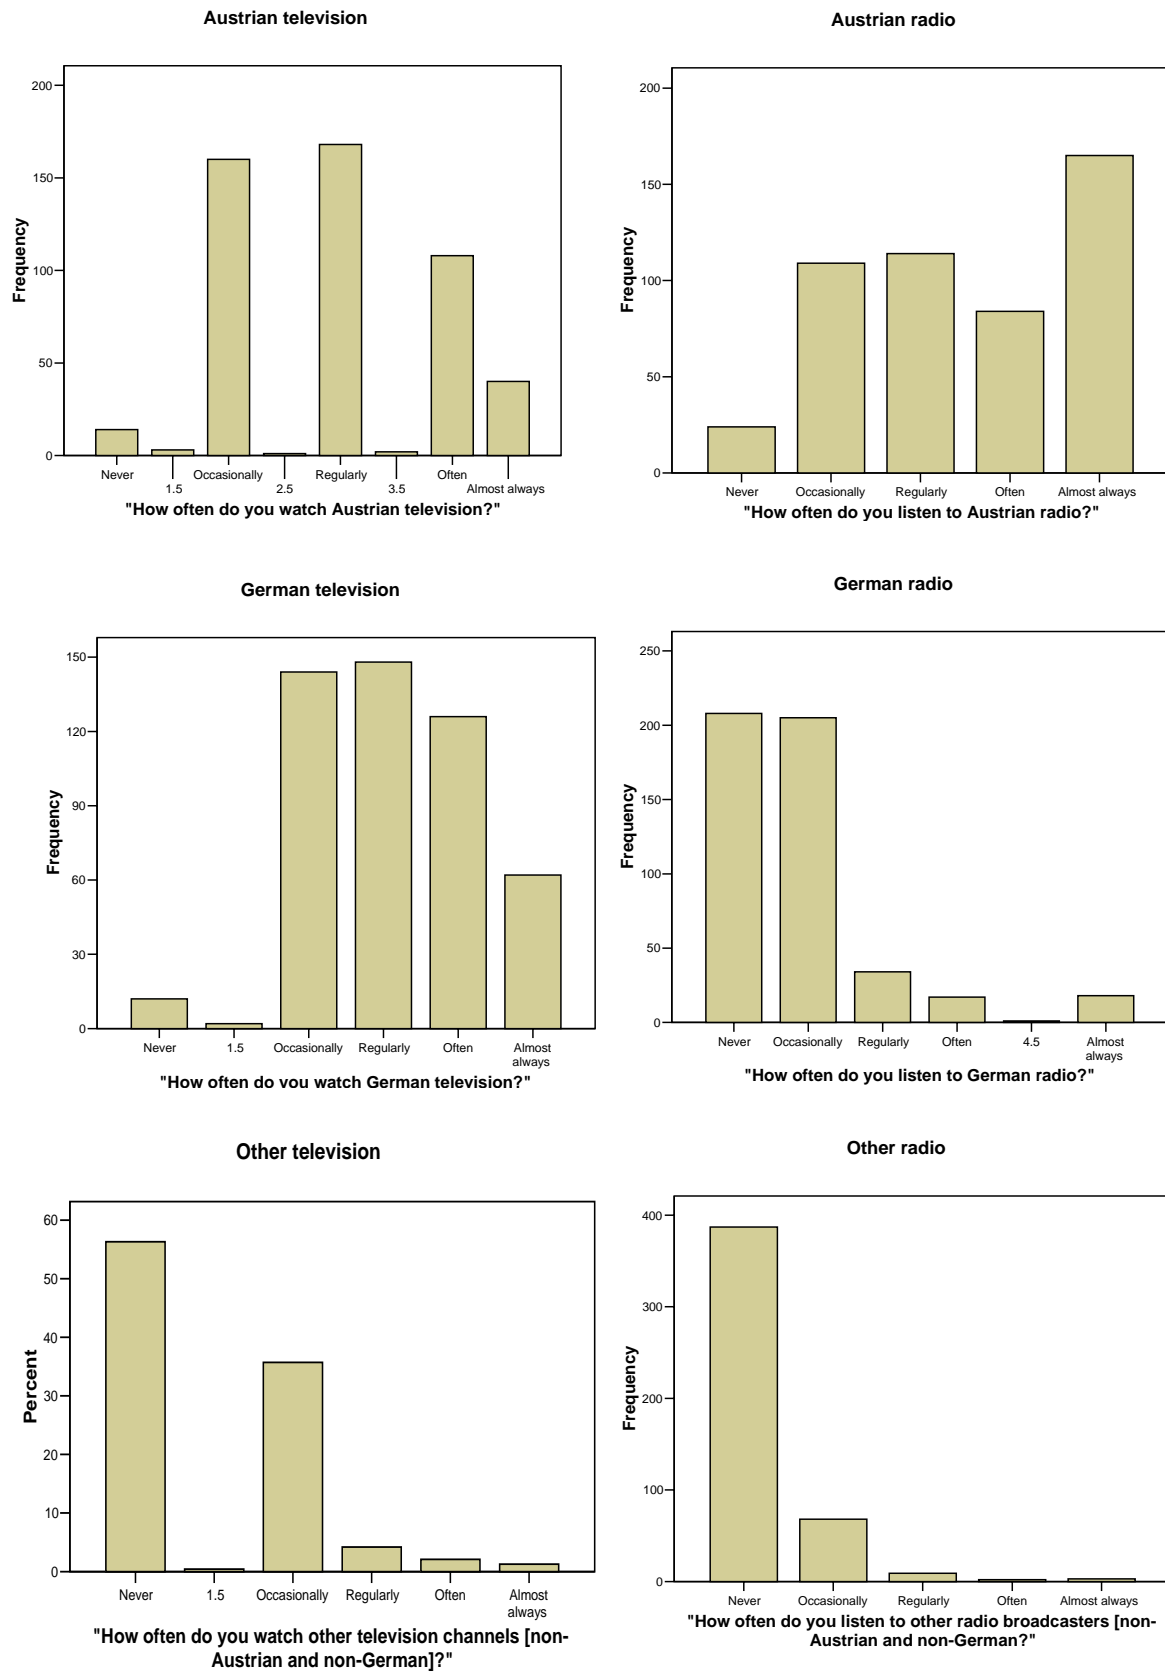 Austrian television
200
150
100
50
0
Frequency
Never
Occasionally
Regularly
Often
1.5
2.5
3.5
Almost always
"How often do you watch Austrian television?"
Austrian radio
200
150
100
50
0
Frequency
Never
Occasionally
Regularly
Often
Almost always
"How often do you listen to Austrian radio?"
German television
150
120
90
60
30
0
Frequency
Never
1.5
Occasionally
Regularly
Often
Almost
always
"How often do vou watch German television?"
German radio
250
200
150
100
50
0
Frequency
Never
Occasionally
Regularly
Often
4.5
Almost
always
"How often do you listen to German radio?"
Other television
60
50
40
30
20
10
0
Percent
Never
1.5
Occasionally
Regularly
Often
Almost
always
"How often do you watch other television channels [non-
Austrian and non-German]?"
Other radio
400
300
200
100
0
Frequency
Never
Occasionally
Regularly
Often
Almost always
"How often do you listen to other radio broadcasters [non-
Austrian and non-German?"